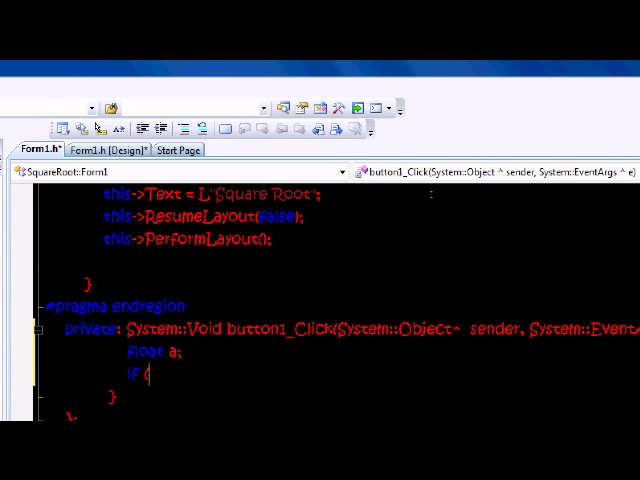 Form1.h* Form1.h [Design]* Start Page
SquareRoot::Form1 button1_Click(System::Object ^ sender, System::EventArgs ^ e)
this->Text = L"Square Root";
this->ResumeLayout(false);
this->PerformLayout();
}
#pragma endregion
private: System::Void button1_Click(System::Object^ sender, System::Event
float a;
if (
}
};